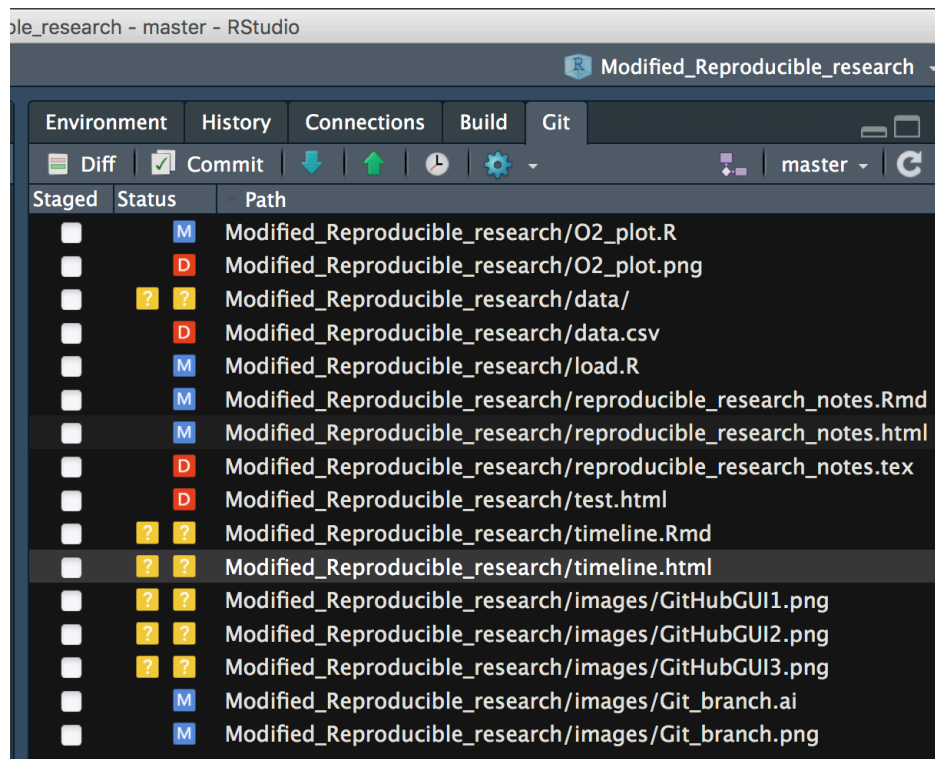 ole_research - master - RStudio
R Modified_Reproducible_research
Environment History Connections Build Git
Diff Commit master
Staged Status Path
M Modified_Reproducible_research/O2_plot.R
D Modified_Reproducible_research/O2_plot.png
? ? Modified_Reproducible_research/data/
D Modified_Reproducible_research/data.csv
M Modified_Reproducible_research/load.R
M Modified_Reproducible_research/reproducible_research_notes.Rmd
M Modified_Reproducible_research/reproducible_research_notes.html
D Modified_Reproducible_research/reproducible_research_notes.tex
D Modified_Reproducible_research/test.html
? ? Modified_Reproducible_research/timeline.Rmd
? ? Modified_Reproducible_research/timeline.html
? ? Modified_Reproducible_research/images/GitHubGUI1.png
? ? Modified_Reproducible_research/images/GitHubGUI2.png
? ? Modified_Reproducible_research/images/GitHubGUI3.png
M Modified_Reproducible_research/images/Git_branch.ai
M Modified_Reproducible_research/images/Git_branch.png